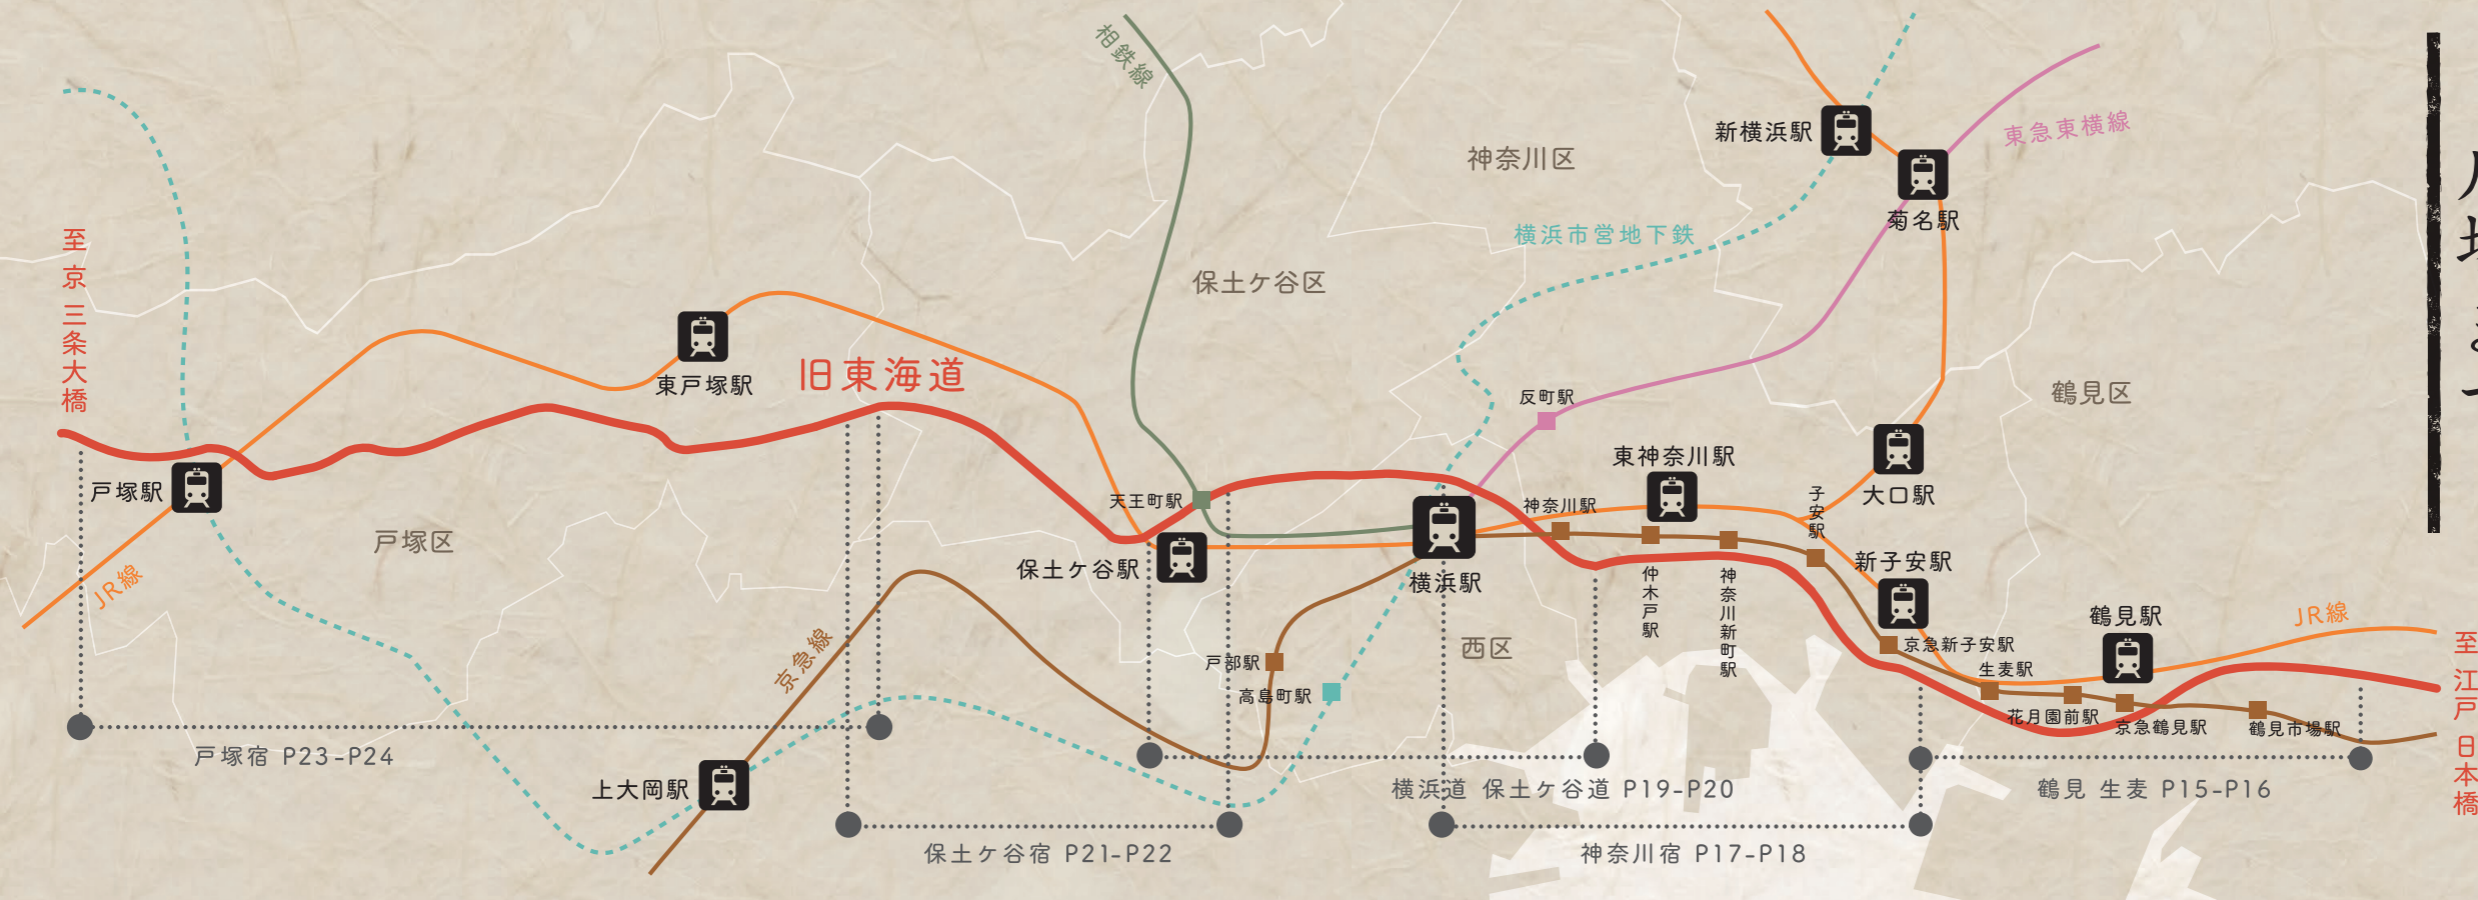 相鉄線
新横浜駅
東急東横線
神奈川区
菊名駅
横浜市営地下鉄
保土ケ谷区
至 京 三条大橋
東戸塚駅
旧東海道
反町駅
鶴見区
東神奈川駅
戸塚駅
天王町駅
神奈川駅
子安駅
大口駅
戸塚区
保土ケ谷駅
横浜駅
仲木戸駅
神奈川新町駅
新子安駅
JR線
京急線
戸部駅
高島町駅
西区
京急新子安駅
生麦駅
鶴見駅
JR線
花月園前駅
京急鶴見駅
鶴見市場駅
至 江戸 日本橋
戸塚宿 P23-P24
上大岡駅
横浜道 保土ケ谷道 P19-P20
鶴見 生麦 P15-P16
保土ケ谷宿 P21-P22
神奈川宿 P17-P18